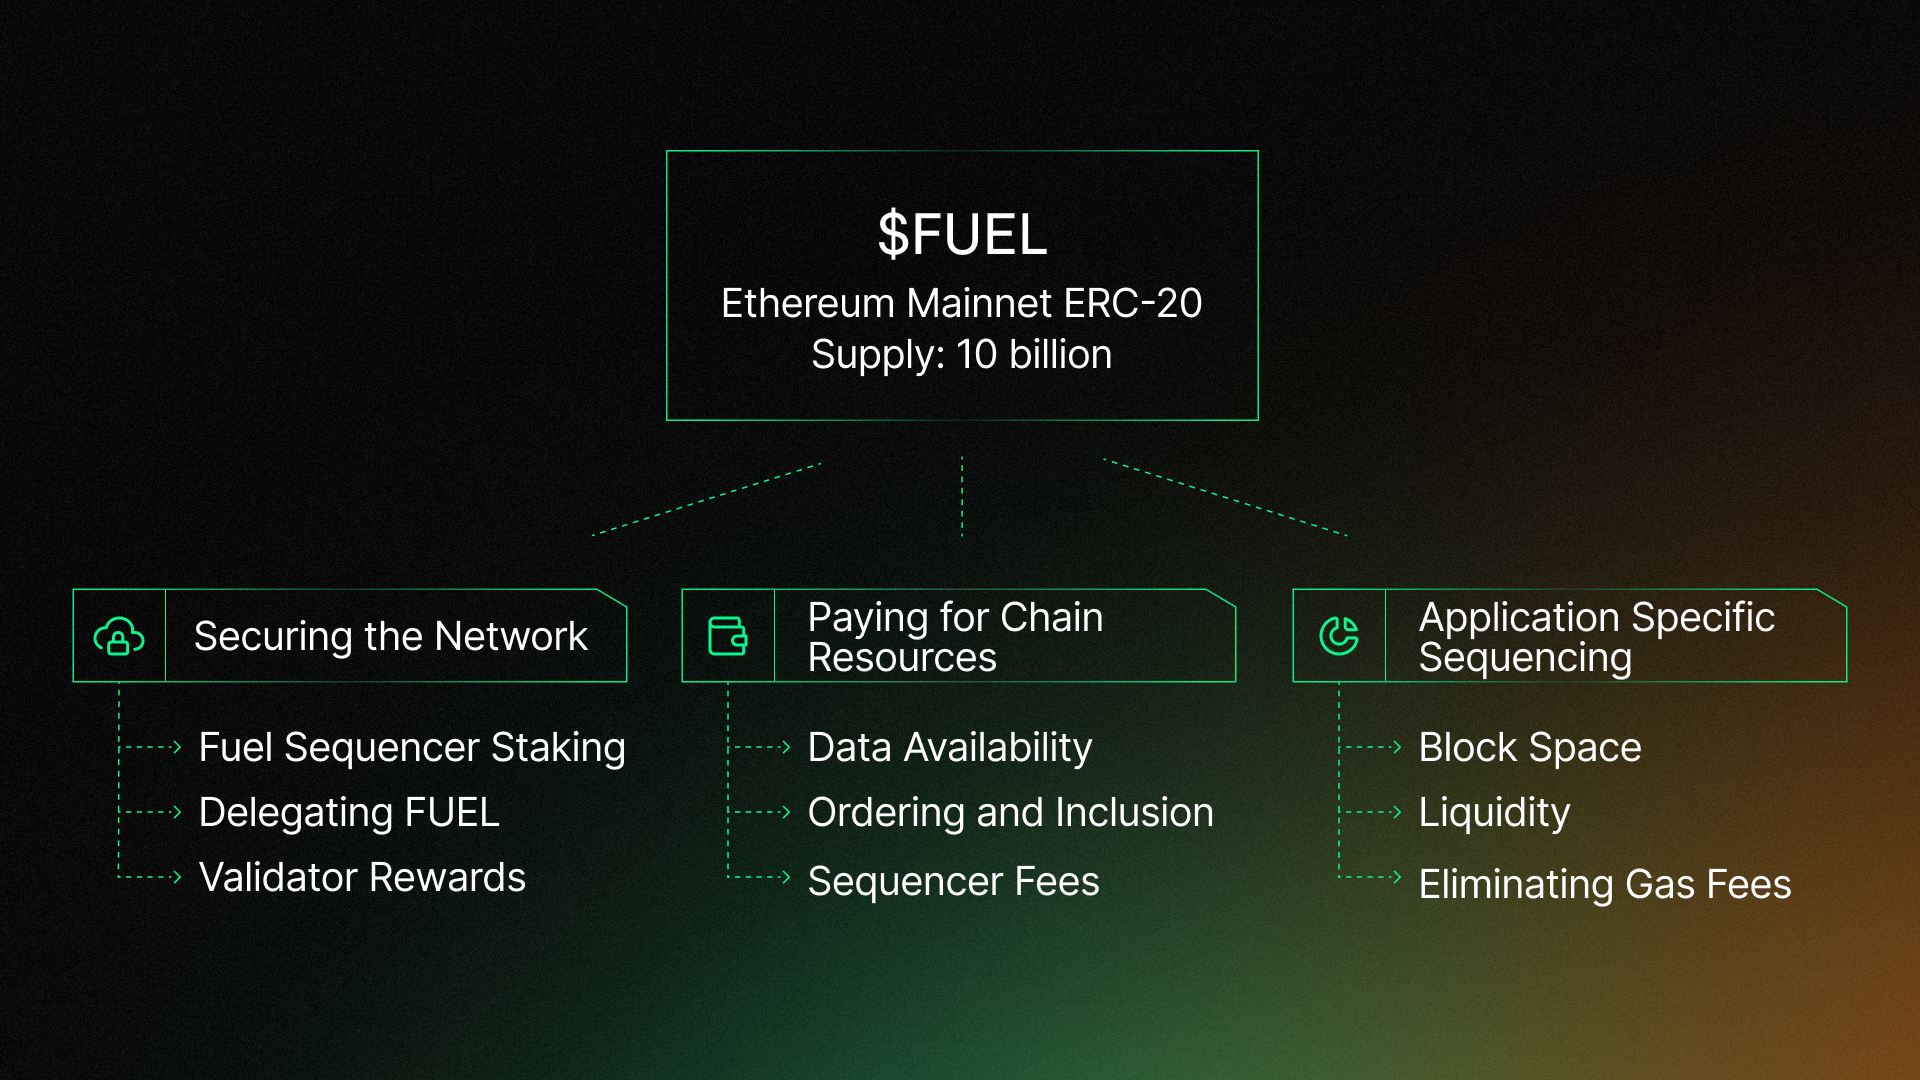 $FUEL
Ethereum Mainnet ERC-20
Supply: 10 billion
Securing the Network
Fuel Sequencer Staking
Delegating FUEL
Validator Rewards
Paying for Chain
Resources
Data Availability
Ordering and Inclusion
Sequencer Fees
Application Specific
Sequencing
Block Space
Liquidity
Eliminating Gas Fees